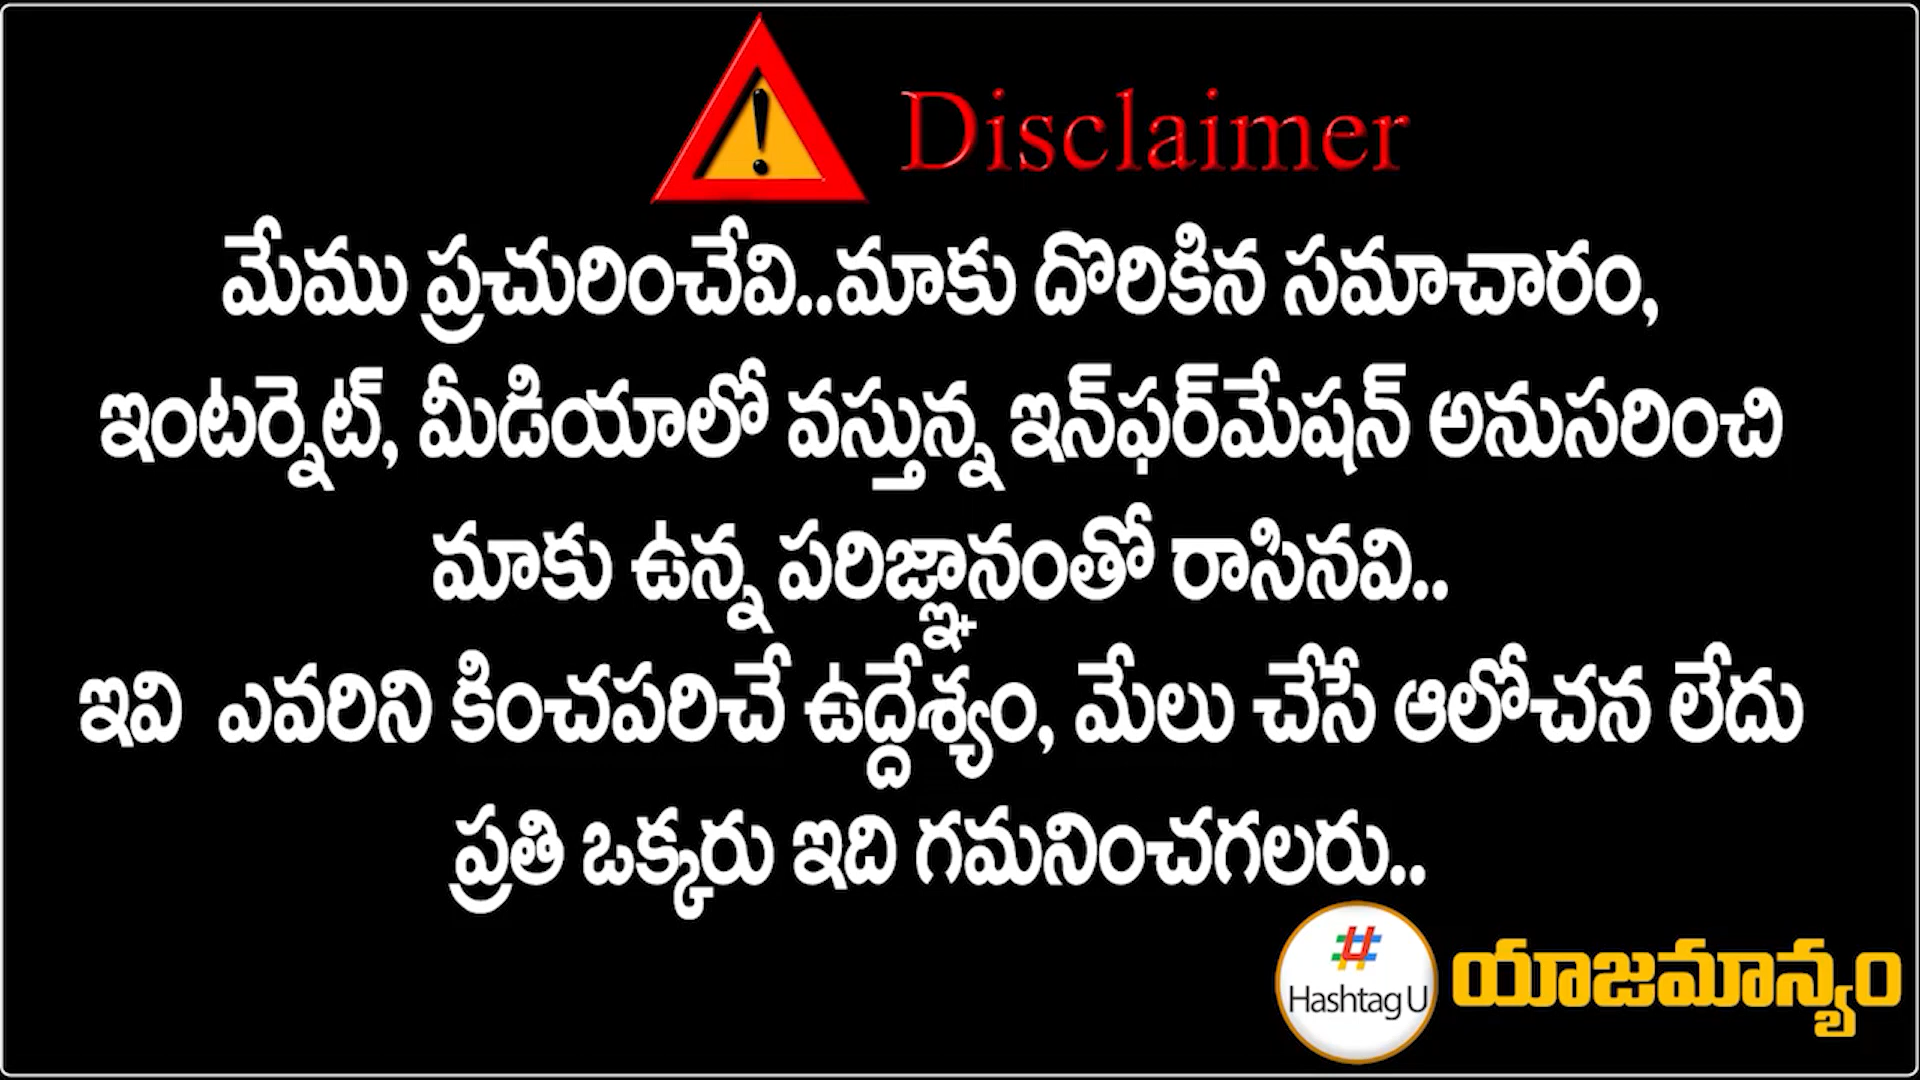 Disclaimer
మేము ప్రచురించేవి..మాకు దొరికిన సమాచారం,
ఇంటర్నెట్, మీడియాలో వస్తున్న ఇన్‌ఫర్‌మేషన్ అనుసరించి
మాకు ఉన్న పరిజ్ఞానంతో రాసినవి..
ఇవి ఎవరిని కించపరిచే ఉద్దేశ్యం, మేలు చేసే ఆలోచన లేదు
ప్రతి ఒక్కరు ఇది గమనించగలరు..
#
Hashtag U
యాజమాన్యం